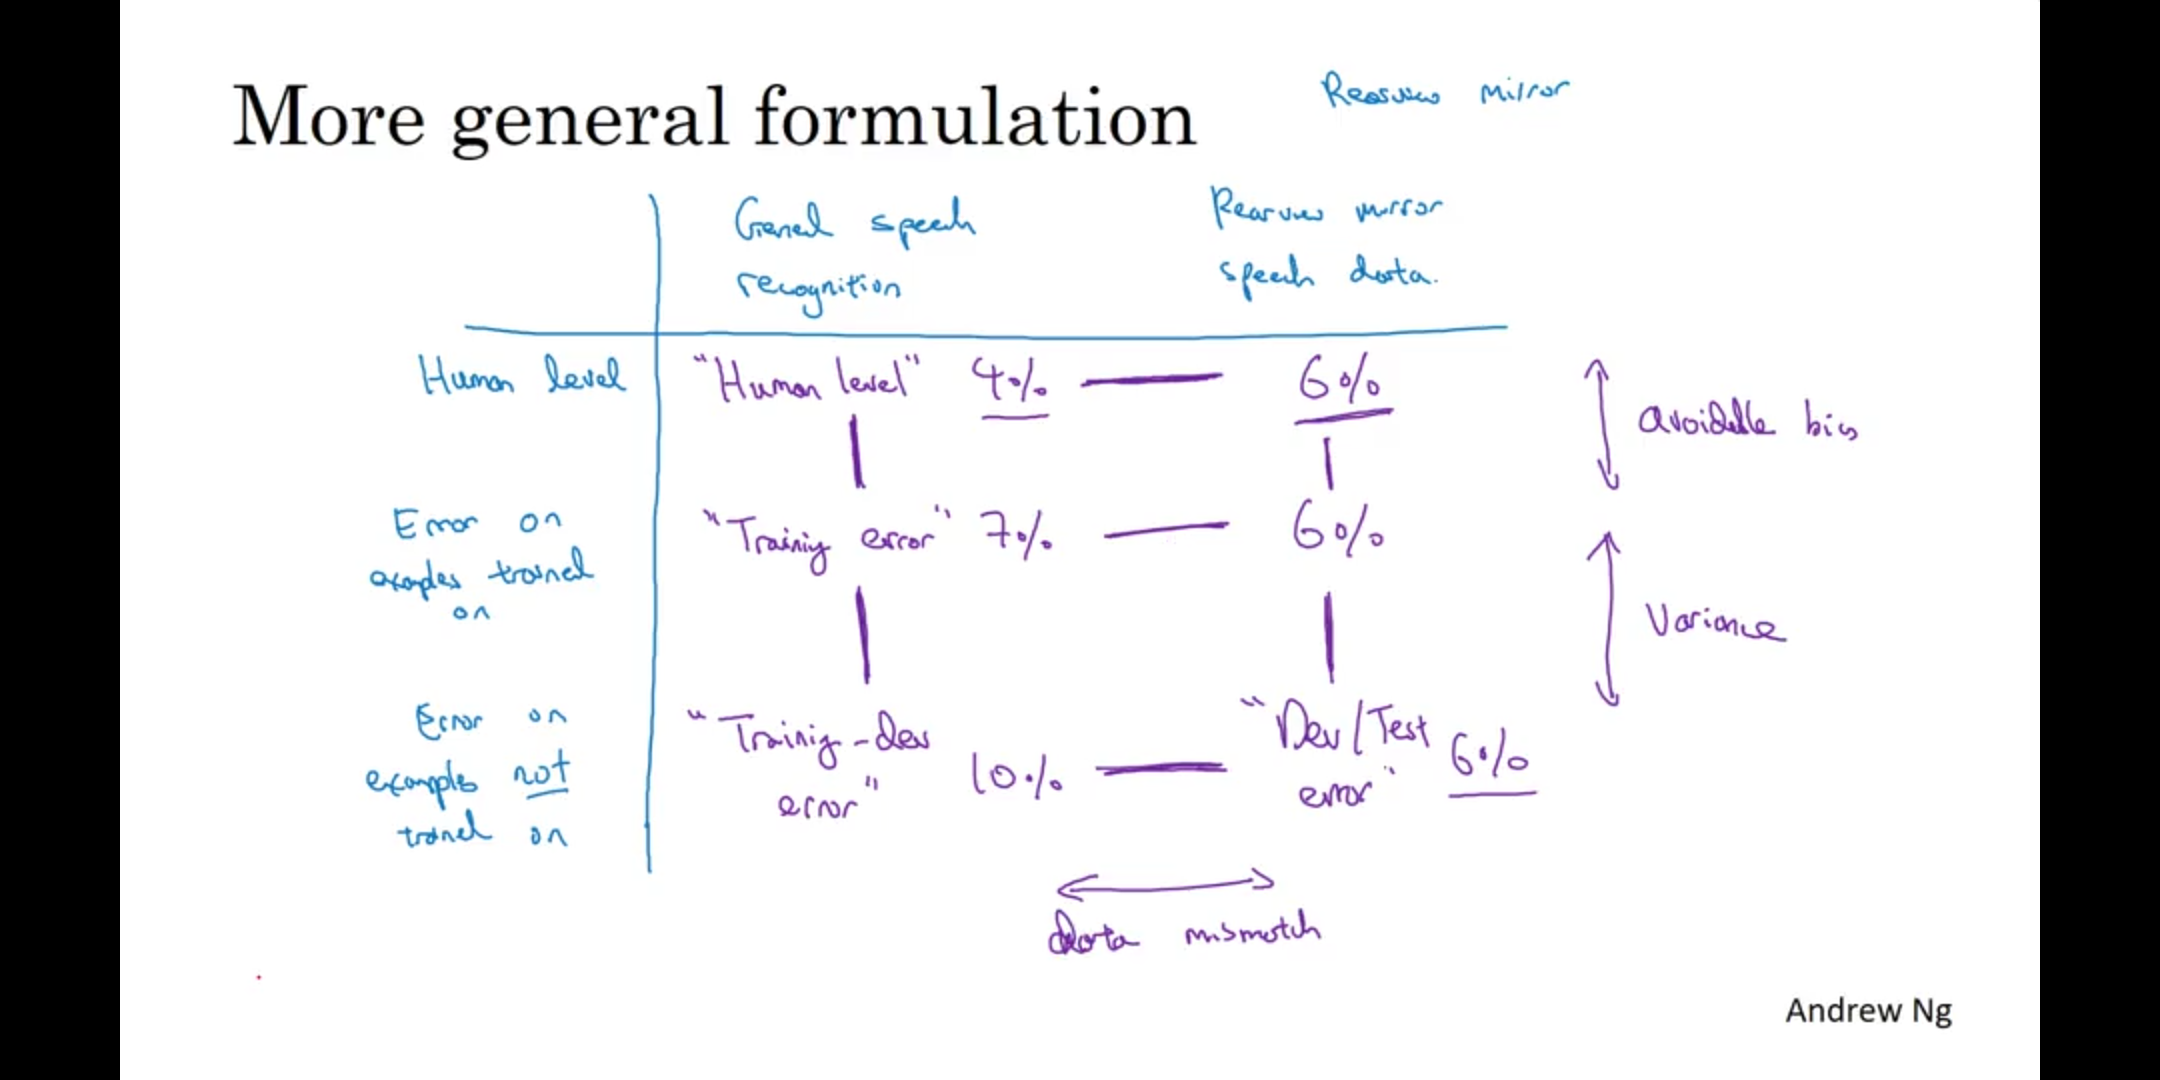 More general formulation
Rearview mirror
General speech
recognition
Rearview mirror
speech data.
Human level
"Human level" 4% 6%
avoidable bias
Error on
examples trained
on
"Training error" 7% 6%
Variance
Error on
examples not
trained on
"Training-dev
error" 10%
"Dev/Test
error" 6%
data mismatch
Andrew Ng